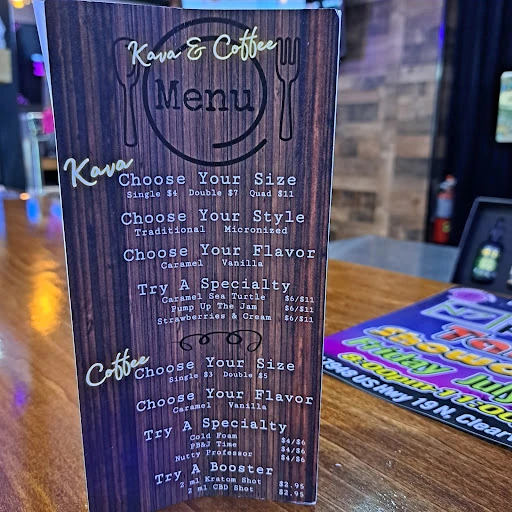 Kava & Coffee
Menu
Kava
Choose Your Size
Single $4 Double $7 Quad $11
Choose Your Style
Traditional Micronized
Choose Your Flavor
Caramel Vanilla
Try A Specialty
Caramel Sea Turtle $6/$11
Pump Up The Jam $6/$11
Strawberries & Cream $6/$11
Coffee
Choose Your Size
Single $3 Double $5
Choose Your Flavor
Caramel Vanilla
Try A Specialty
Cold Foam $4/$6
PB&J Time $4/$6
Nutty Professor $4/$6
Try A Booster
2 ml Kratom Shot $2.95
2 ml CBD Shot $2.95
Friday
US Hwy 19 N.